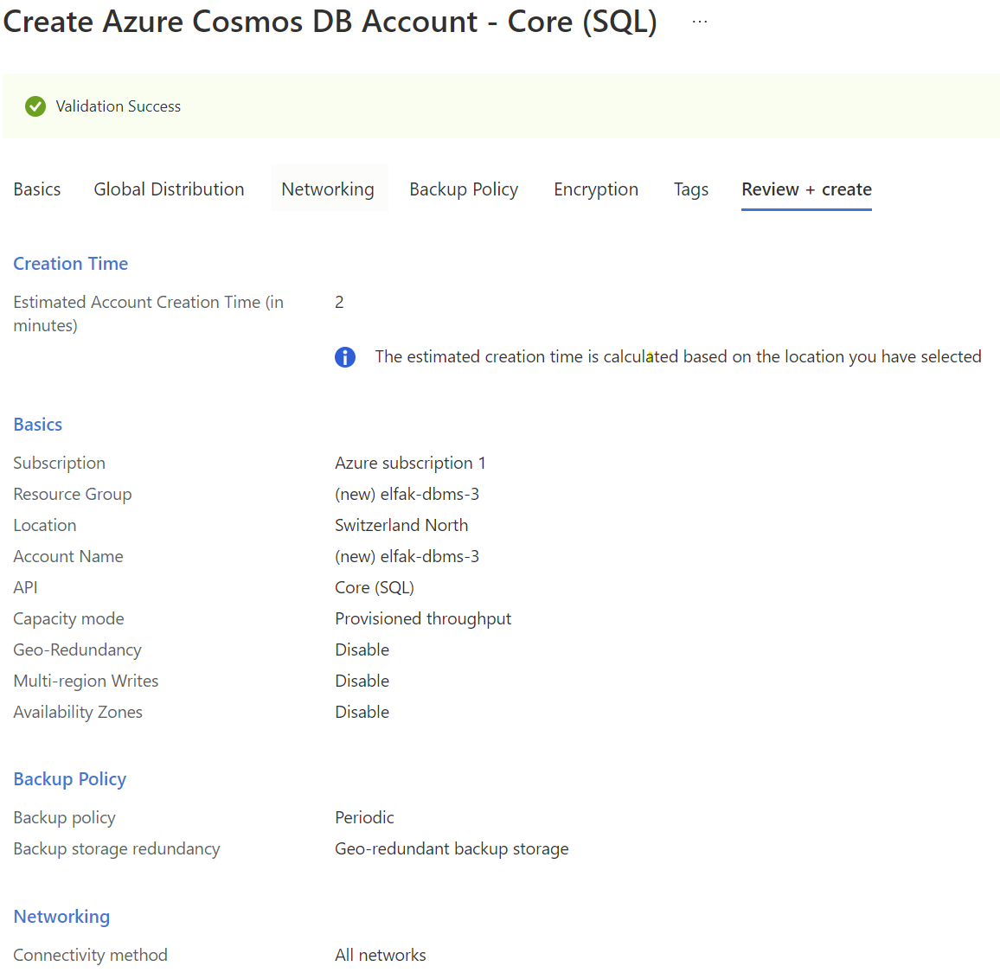 Create Azure Cosmos DB Account - Core (SQL) ...
Validation Success
Basics Global Distribution Networking Backup Policy Encryption Tags Review + create
Creation Time
Estimated Account Creation Time (in 2
minutes)
The estimated creation time is calculated based on the location you have selected
Basics
Subscription Azure subscription 1
Resource Group (new) elfak-dbms-3
Location Switzerland North
Account Name (new) elfak-dbms-3
API Core (SQL)
Capacity mode Provisioned throughput
Geo-Redundancy Disable
Multi-region Writes Disable
Availability Zones Disable
Backup Policy
Backup policy Periodic
Backup storage redundancy Geo-redundant backup storage
Networking
Connectivity method All networks